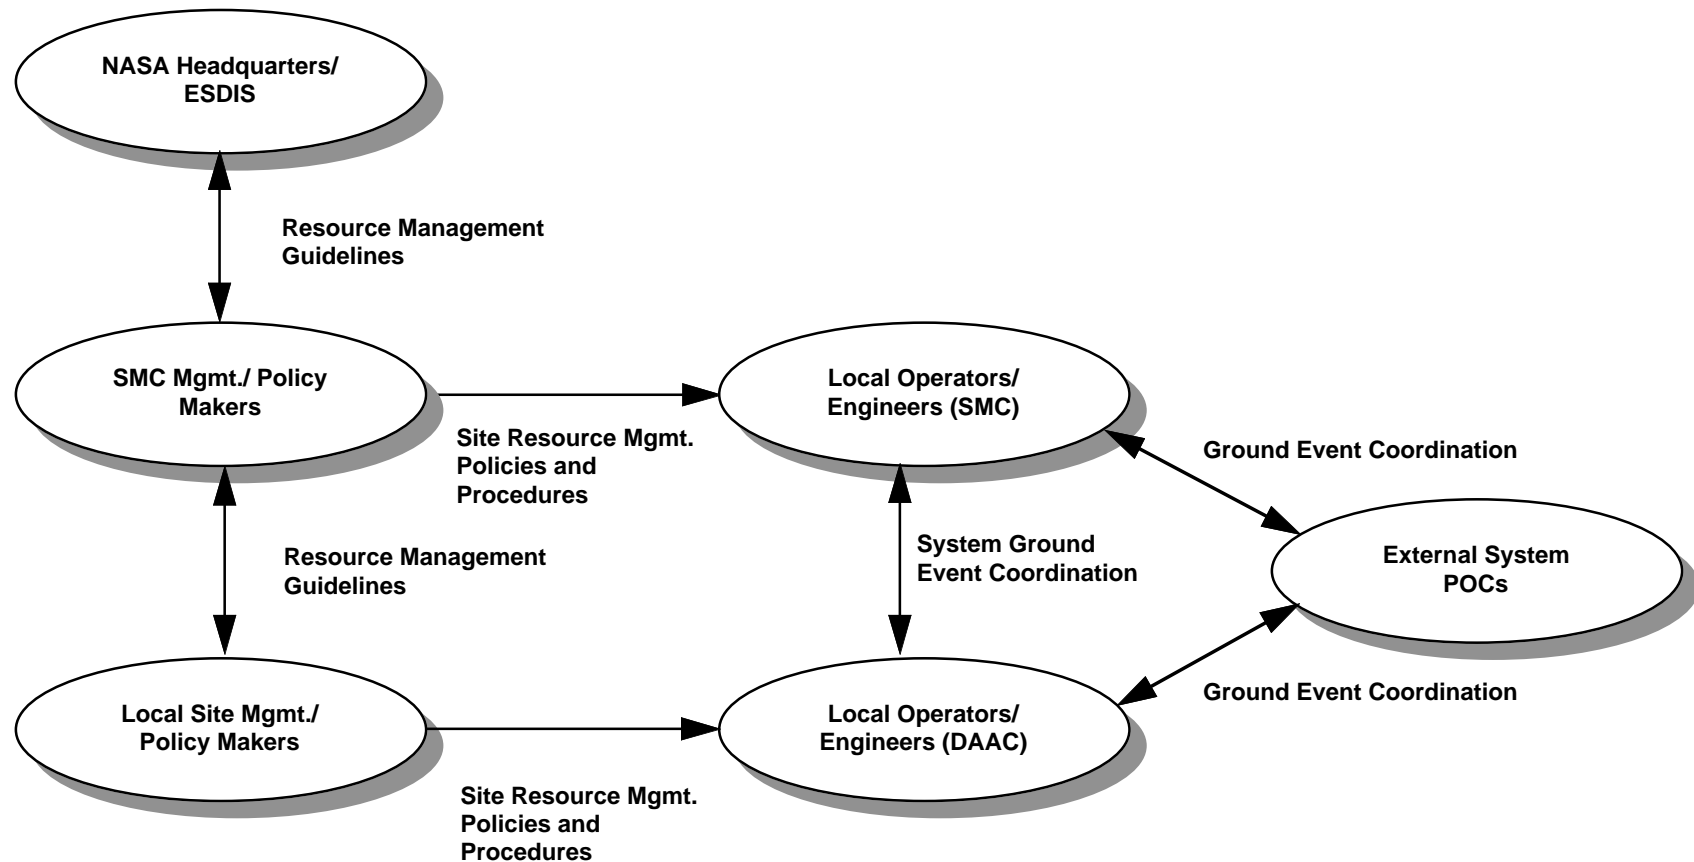 NASA Headquarters/
ESDIS
Resource Management
Guidelines
SMC Mgmt./ Policy
Makers
Local Operators/
Engineers (SMC)
Site Resource Mgmt.
Policies and
Procedures
Ground Event Coordination
Resource Management
Guidelines
System Ground
Event Coordination
External System
POCs
Local Site Mgmt./
Policy Makers
Local Operators/
Engineers (DAAC)
Ground Event Coordination
Site Resource Mgmt.
Policies and
Procedures